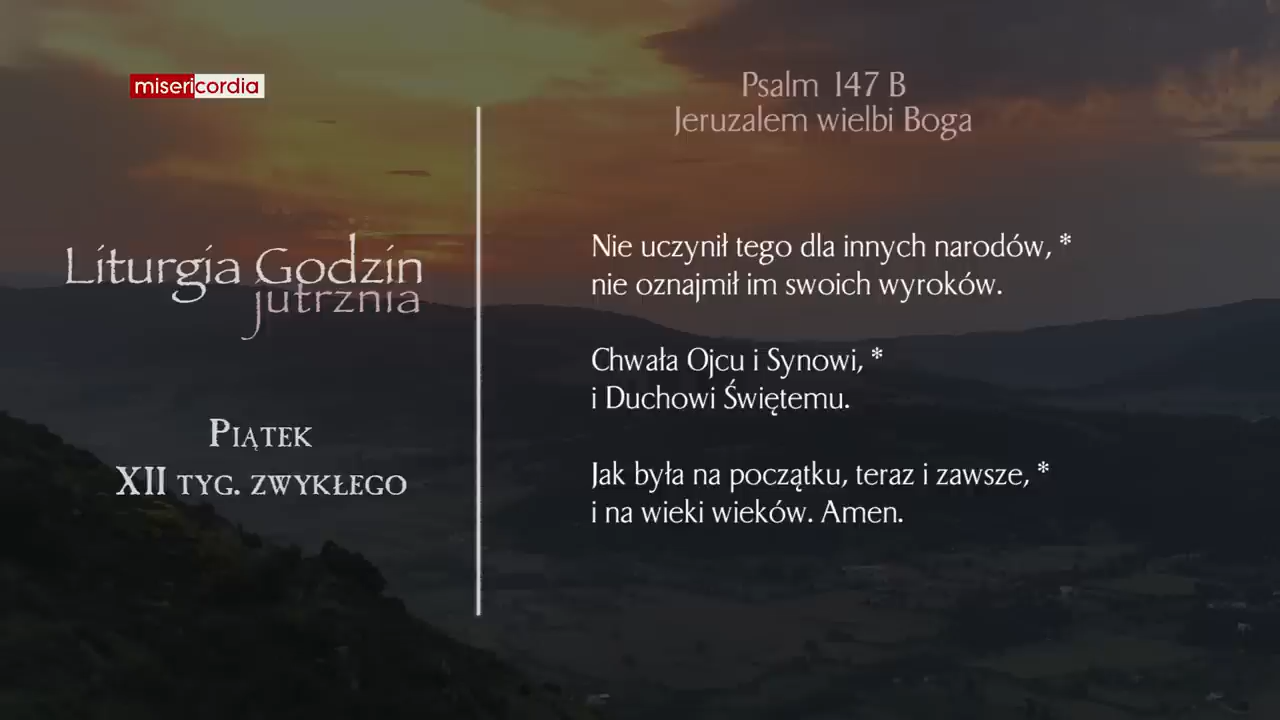 misericordia
Liturgia Godzin
jutrznia
Piątek
XII tyg. zwykłego
Psalm 147 B
Jeruzalem wielbi Boga
Nie uczynił tego dla innych narodów, *
nie oznajmił im swoich wyroków.
Chwała Ojcu i Synowi, *
i Duchowi Świętemu.
Jak była na początku, teraz i zawsze, *
i na wieki wieków. Amen.